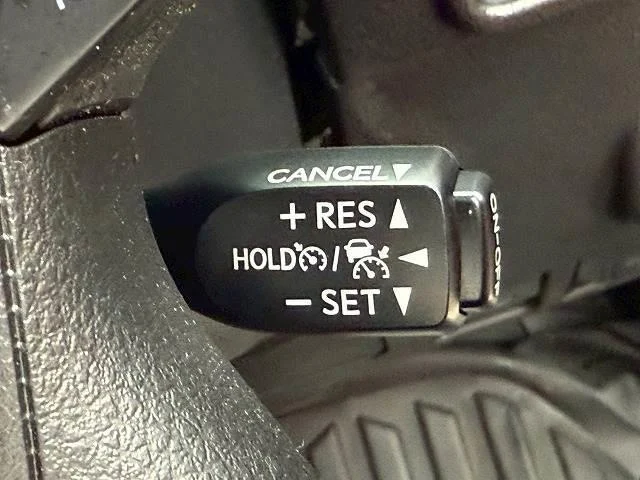 CANCEL▼
+ RES ▲
HOLD / ◀
− SET ▼
ON-OFF